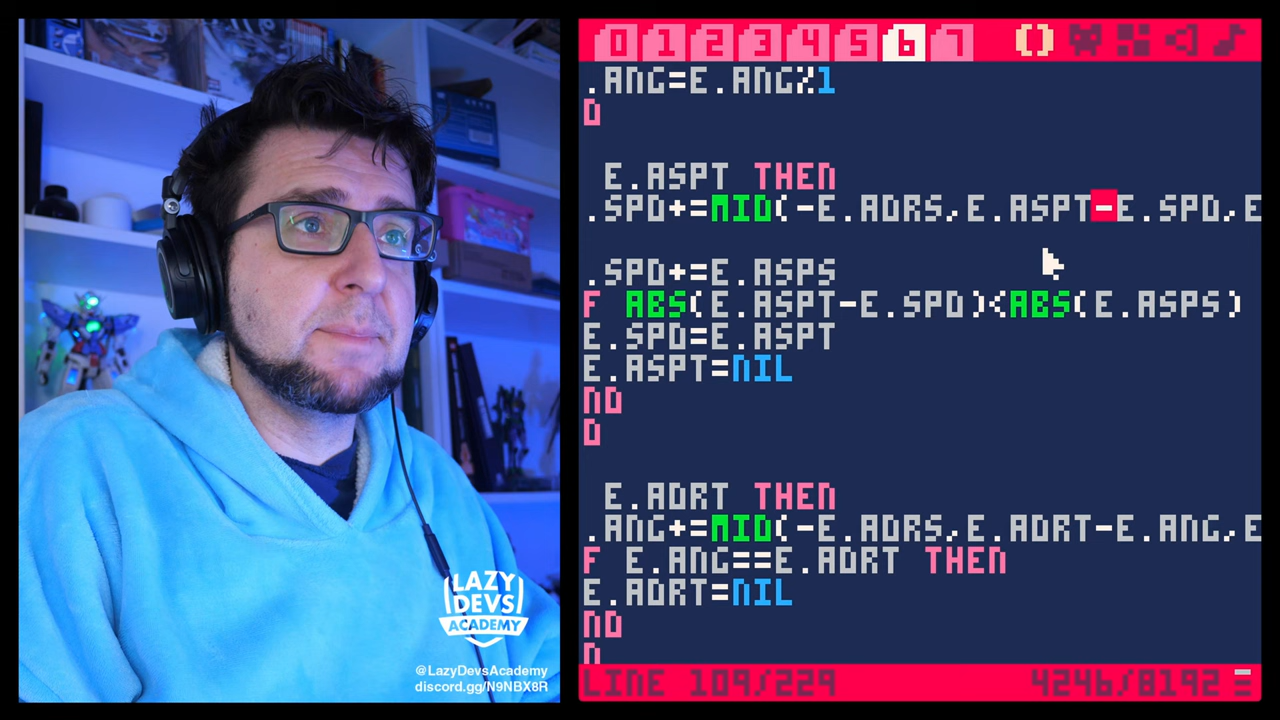 LAZY
DEVS
ACADEMY
@LazyDevsAcademy
discord.gg/N9NBX8R
0 1 2 3 4 5 6 7 ()
.ANG=E.ANG%1
D
E.ASPT THEN
.SPD+=MID(-E.ADRS,E.ASPT-E.SPD,E
.SPD+=E.ASPS
F ABS(E.ASPT-E.SPD)<ABS(E.ASPS)
E.SPD=E.ASPT
E.ASPT=NIL
ND
D
E.ADRT THEN
.ANG+=MID(-E.ADRS,E.ADRT-E.ANG,E
F E.ANG==E.ADRT THEN
E.ADRT=NIL
ND
D
LINE 109/229
4246/8192